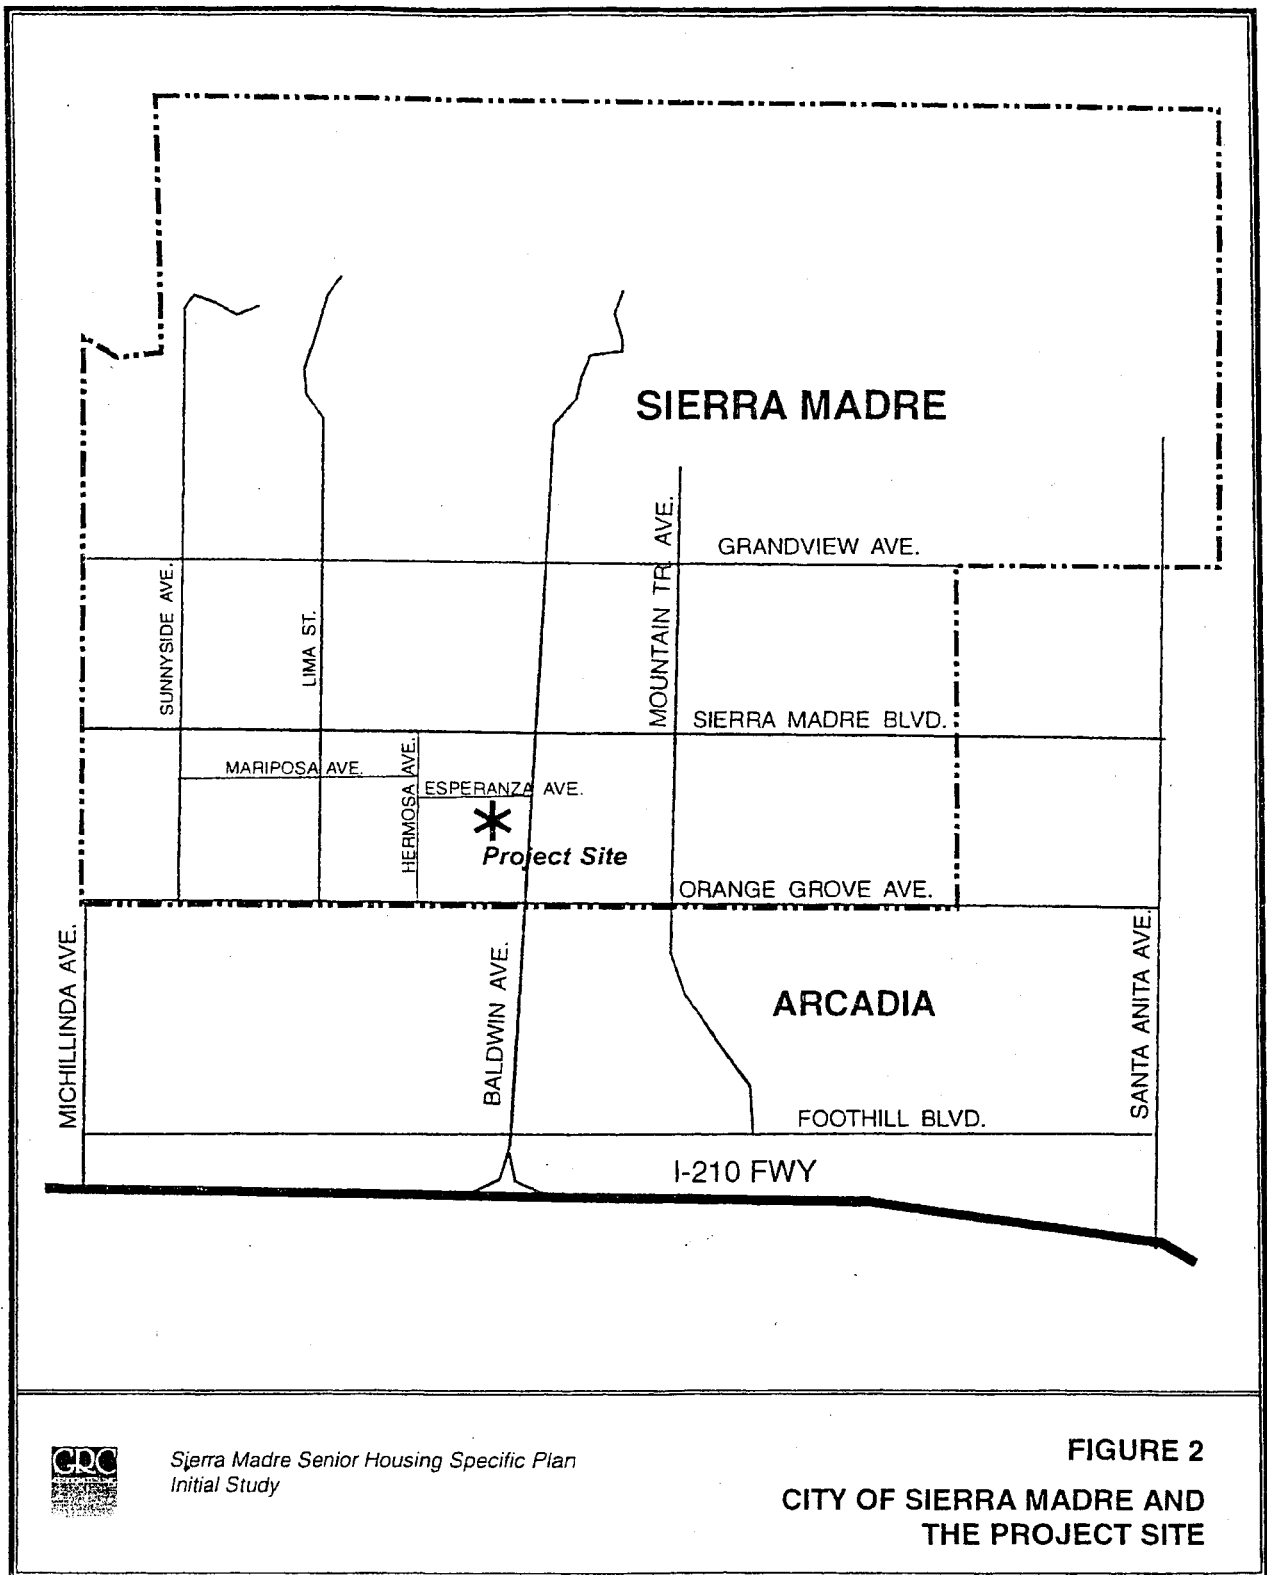 SIERRA MADRE
GRANDVIEW AVE.
MOUNTAIN TR. AVE.
SUNNYSIDE AVE.
LIMA ST.
SIERRA MADRE BLVD.
MARIPOSA AVE.
HERMOSA AVE.
ESPERANZA AVE.
Project Site
ORANGE GROVE AVE.
MICHILLINDA AVE.
BALDWIN AVE.
ARCADIA
SANTA ANITA AVE.
FOOTHILL BLVD.
I-210 FWY
GRC
Sierra Madre Senior Housing Specific Plan
Initial Study
FIGURE 2
CITY OF SIERRA MADRE AND
THE PROJECT SITE